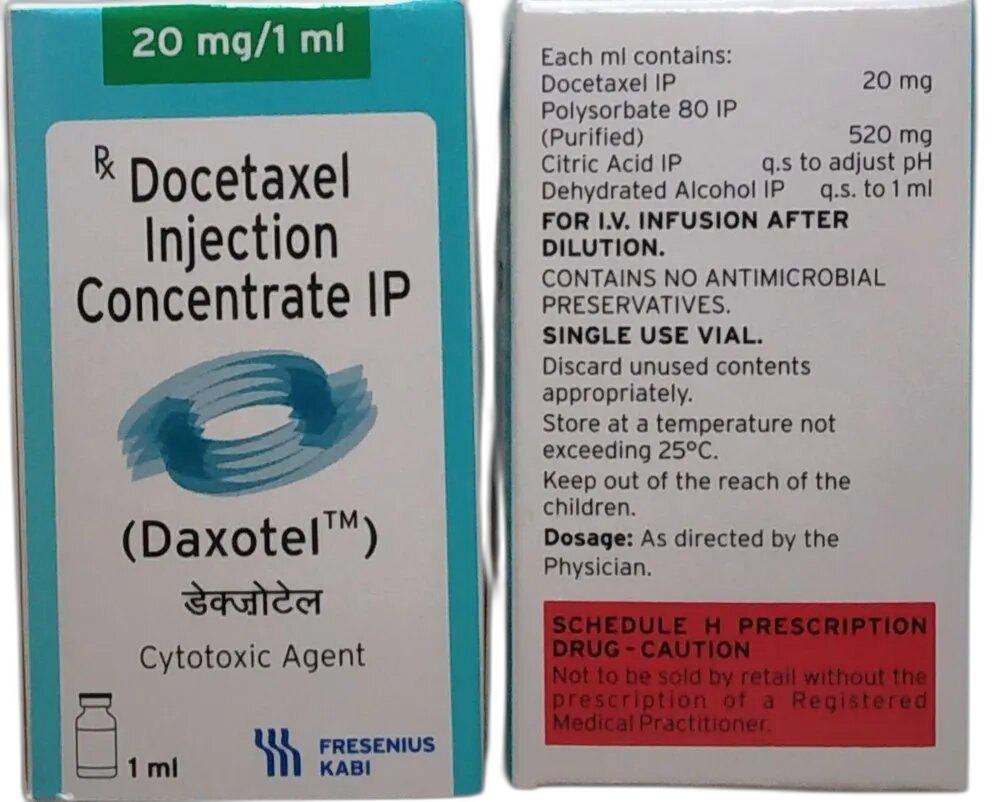 20 mg/1 ml
Rx Docetaxel
Injection
Concentrate IP
(Daxotel™)
डेक्जोटेल
Cytotoxic Agent
1 ml
FRESENIUS
KABI
Each ml contains:
Docetaxel IP 20 mg
Polysorbate 80 IP
(Purified) 520 mg
Citric Acid IP q.s to adjust pH
Dehydrated Alcohol IP q.s. to 1 ml
FOR I.V. INFUSION AFTER
DILUTION.
CONTAINS NO ANTIMICROBIAL
PRESERVATIVES.
SINGLE USE VIAL.
Discard unused contents
appropriately.
Store at a temperature not
exceeding 25°C.
Keep out of the reach of the
children.
Dosage: As directed by the
Physician.
SCHEDULE H PRESCRIPTION
DRUG - CAUTION
Not to be sold by retail without the
prescription of a Registered
Medical Practitioner.